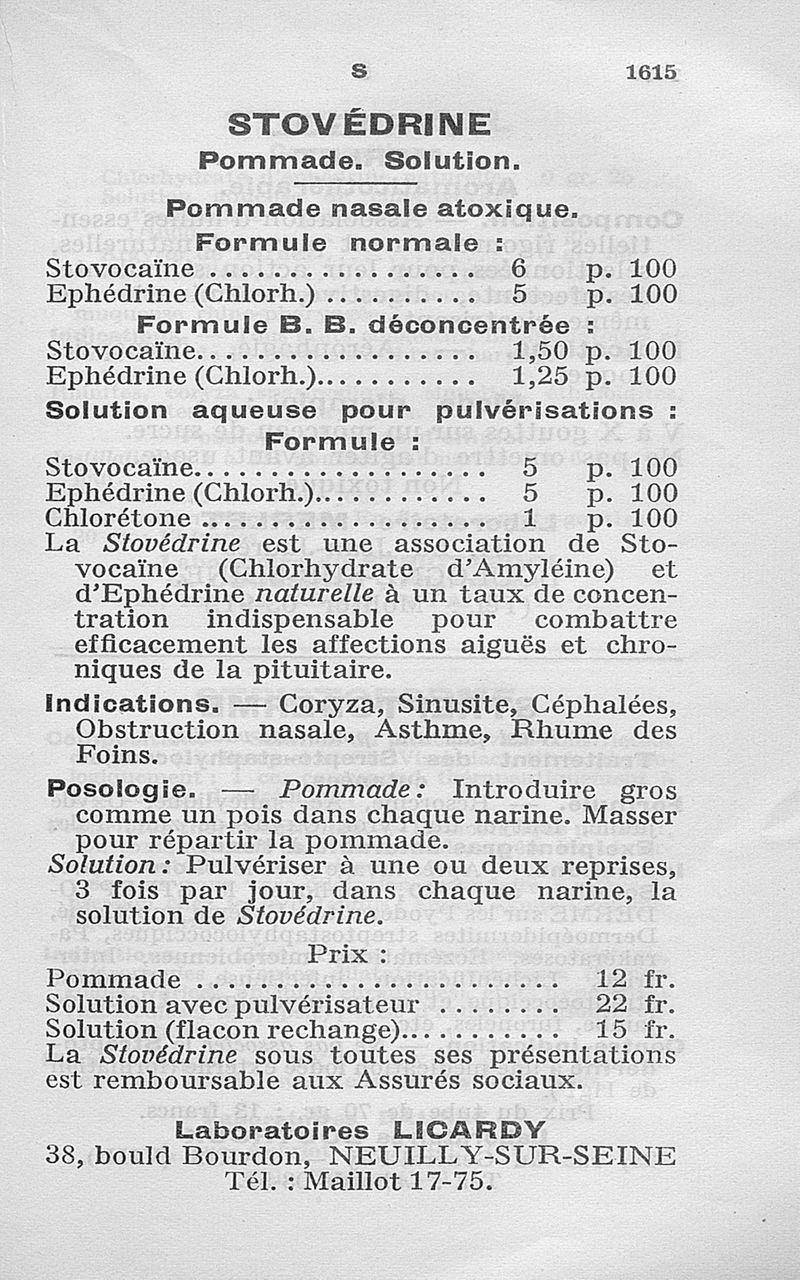 S 1615
STOVÉDRINE
Pommade. Solution.
Pommade nasale atoxique.
Formule normale :
Stovocaïne ................ 6 p. 100
Ephédrine (Chlorh.) ......... 5 p. 100
Formule B. B. déconcentrée :
Stovocaïne................. 1,50 p. 100
Ephédrine (Chlorh.)........... 1,25 p. 100
Solution aqueuse pour pulvérisations :
Formule :
Stovocaïne.................. 5 p. 100
Ephédrine (Chlorh.)........... 5 p. 100
Chlorétone ................. 1 p. 100
La Stovédrine est une association de Sto-
vocaïne (Chlorhydrate d'Amyléine) et
d'Ephédrine naturelle à un taux de concen-
tration indispensable pour combattre
efficacement les affections aiguës et chro-
niques de la pituitaire.
Indications. — Coryza, Sinusite, Céphalées,
Obstruction nasale, Asthme, Rhume des
Foins.
Posologie. — Pommade : Introduire gros
comme un pois dans chaque narine. Masser
pour répartir la pommade.
Solution : Pulvériser à une ou deux reprises,
3 fois par jour, dans chaque narine, la
solution de Stovédrine.
Prix :
Pommade ...................... 12 fr.
Solution avec pulvérisateur ........ 22 fr.
Solution (flacon rechange).......... 15 fr.
La Stovédrine sous toutes ses présentations
est remboursable aux Assurés sociaux.
Laboratoires LICARDY
38, bould Bourdon, NEUILLY-SUR-SEINE
Tél. : Maillot 17-75.